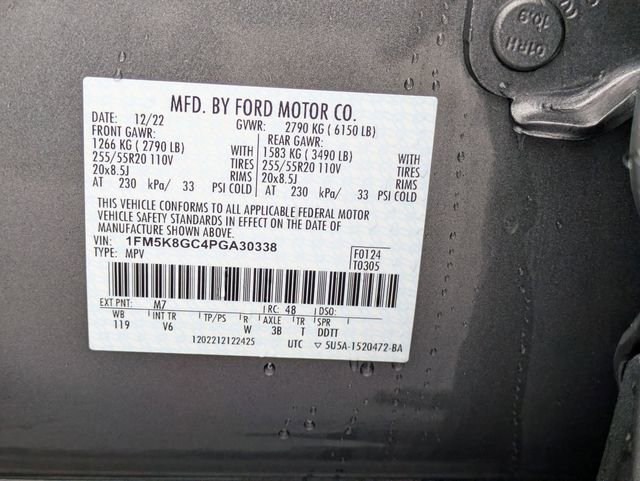 01RH
10.9
MFD. BY FORD MOTOR CO.
DATE: 12/22 GVWR: 2790 KG ( 6150 LB)
FRONT GAWR: REAR GAWR:
1266 KG ( 2790 LB) WITH 1583 KG ( 3490 LB) WITH
255/55R20 110V TIRES 255/55R20 110V TIRES
20x8.5J RIMS 20x8.5J RIMS
AT 230 kPa/ 33 PSI COLD AT 230 kPa/ 33 PSI COLD
THIS VEHICLE CONFORMS TO ALL APPLICABLE FEDERAL MOTOR
VEHICLE SAFETY STANDARDS IN EFFECT ON THE DATE OF
MANUFACTURE SHOWN ABOVE.
VIN: 1FM5K8GC4PGA30338 F0124
TYPE: MPV T0305
EXT PNT: M7 RC: 48 DSO:
WB INT TR TP/PS R AXLE TR SPR
119 V6 W 3B T DDTT
1202212122425 UTC ▽ 5U5A-1520472-BA